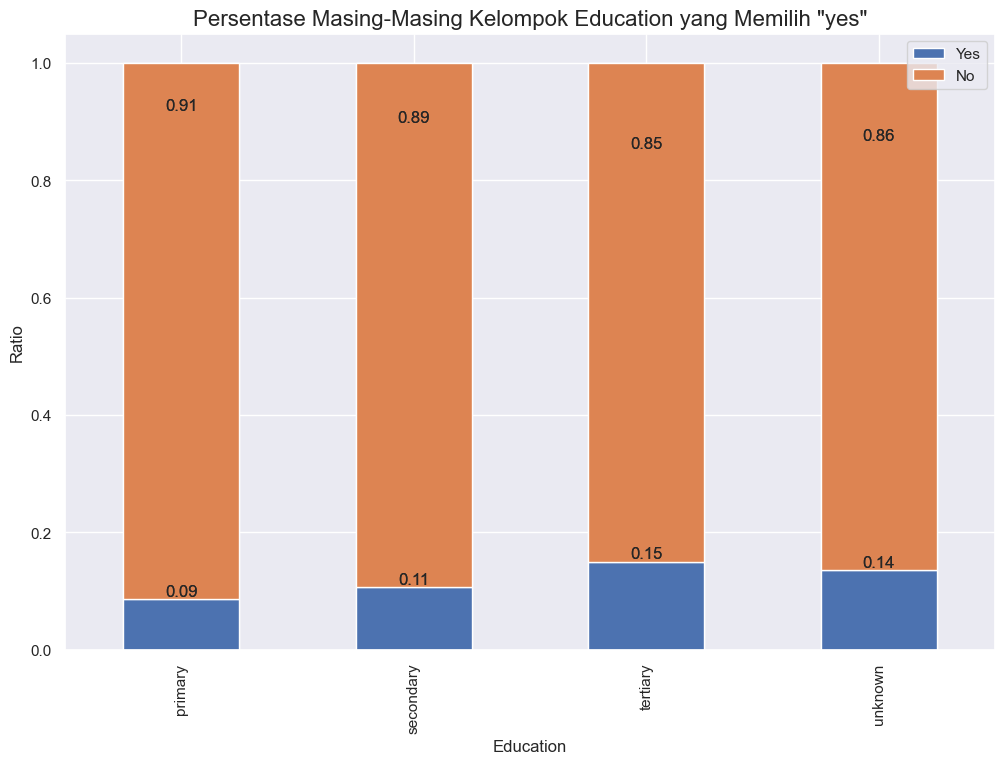 Persentase Masing-Masing Kelompok Education yang Memilih "yes"
Yes
No
1.0
0.8
0.6
0.4
0.2
0.0
Ratio
0.91
0.89
0.85
0.86
0.09
0.11
0.15
0.14
primary
secondary
tertiary
unknown
Education